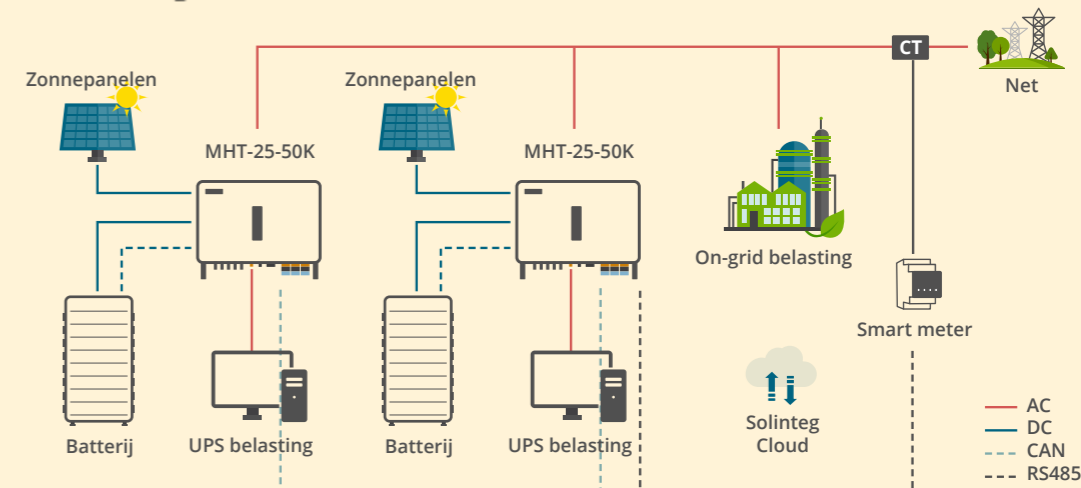 CT
Net
Zonnepanelen
Zonnepanelen
MHT-25-50K
MHT-25-50K
On-grid belasting
Smart meter
Solinteg
Cloud
Batterij
UPS belasting
Batterij
UPS belasting
AC
DC
CAN
RS485